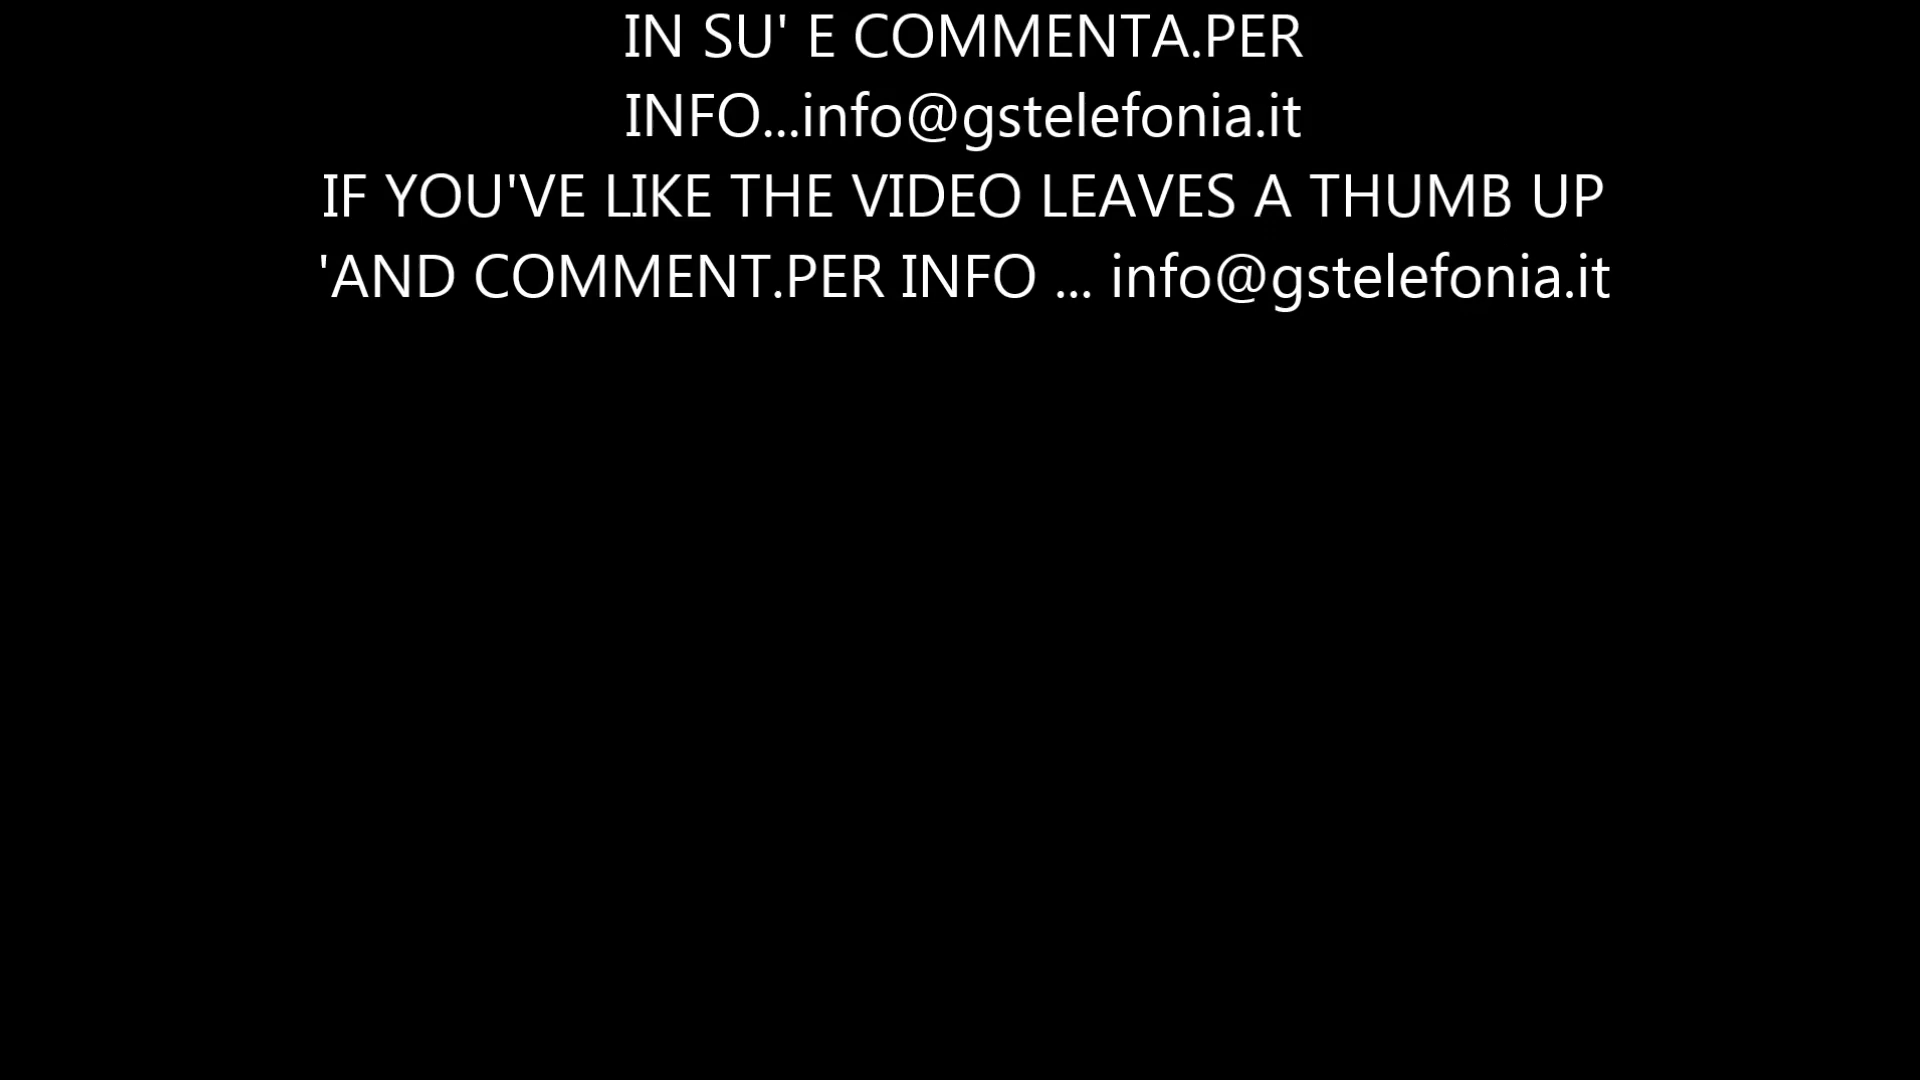 IN SU' E COMMENTA.PER
INFO...info@gstelefonia.it
IF YOU'VE LIKE THE VIDEO LEAVES A THUMB UP
'AND COMMENT.PER INFO ... info@gstelefonia.it